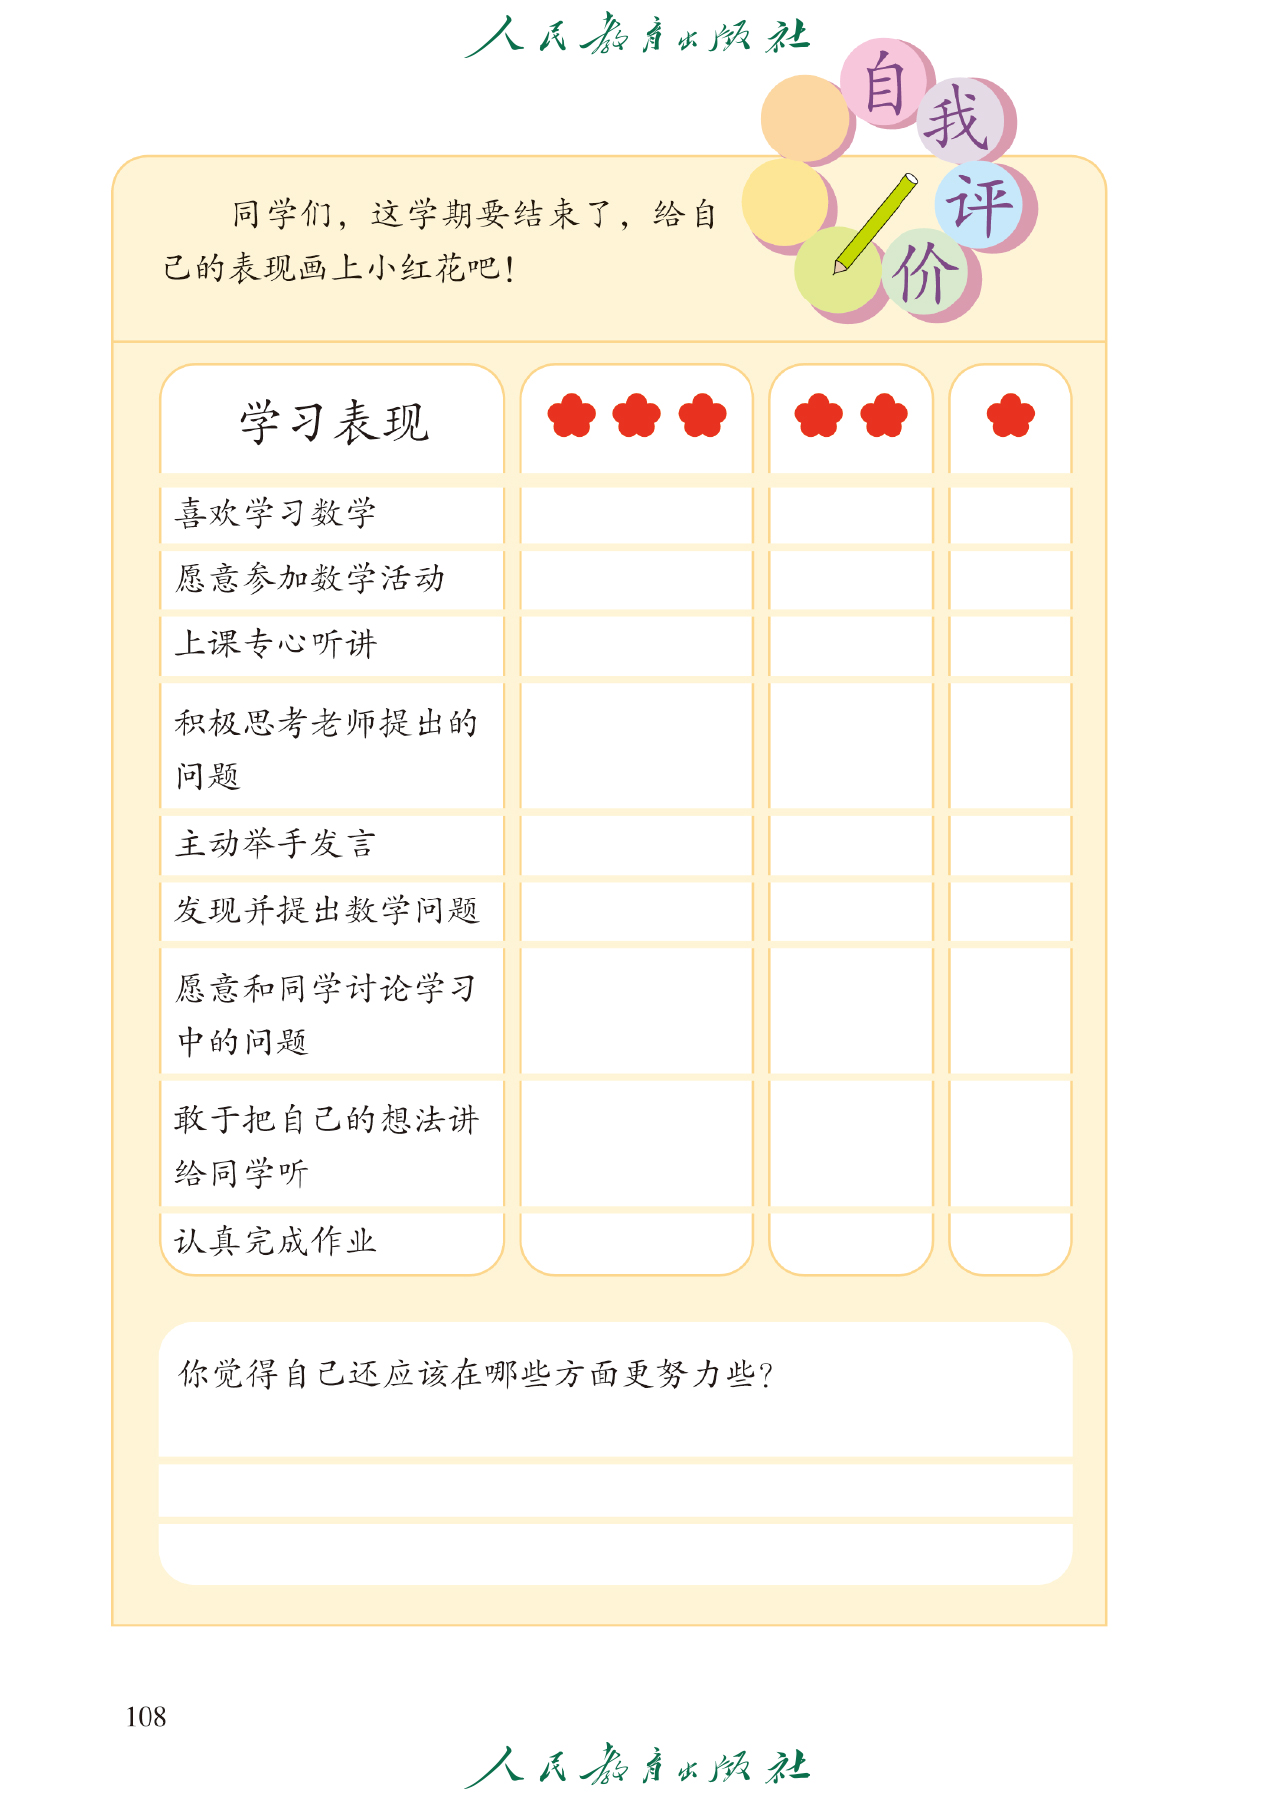 人民教育出版社
自我评价
同学们，这学期要结束了，给自
己的表现画上小红花吧！
学习表现
喜欢学习数学
愿意参加数学活动
上课专心听讲
积极思考老师提出的
问题
主动举手发言
发现并提出数学问题
愿意和同学讨论学习
中的问题
敢于把自己的想法讲
给同学听
认真完成作业
你觉得自己还应该在哪些方面更努力些？
108
人民教育出版社